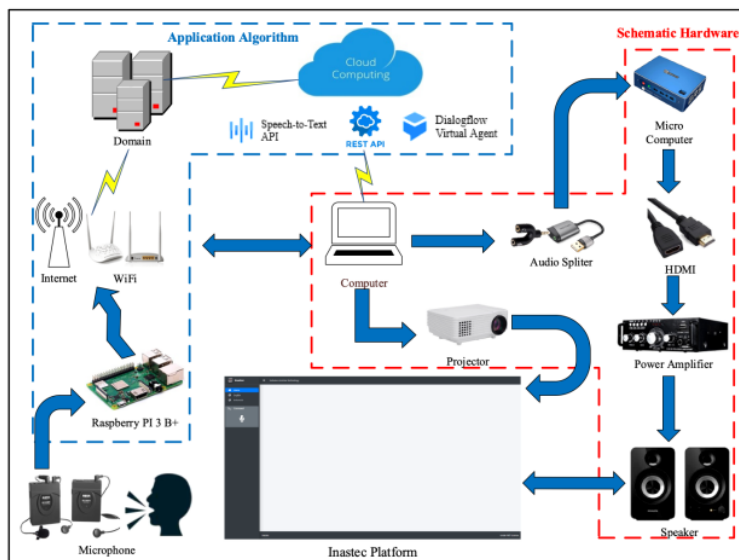 Application Algorithm
Schematic Hardware
Cloud
Computing
Domain
Speech-to-Text
API
REST API
Dialogflow
Virtual Agent
Micro
Computer
Internet
WiFi
Computer
Audio Spliter
HDMI
Projector
Power Amplifier
Raspberry PI 3 B+
Microphone
Inastec Platform
Speaker